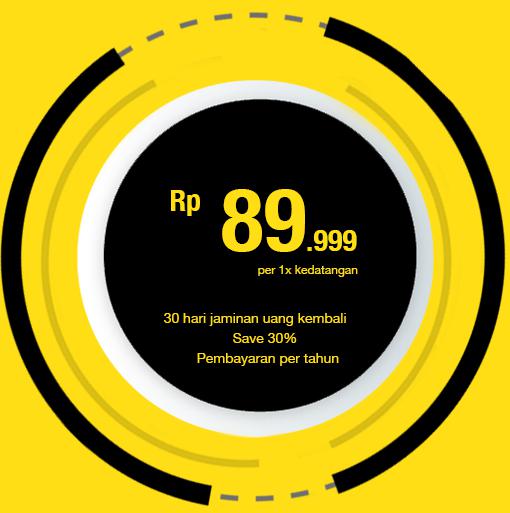 Rp 89.999
per 1x kedatangan
30 hari jaminan uang kembali
Save 30%
Pembayaran per tahun